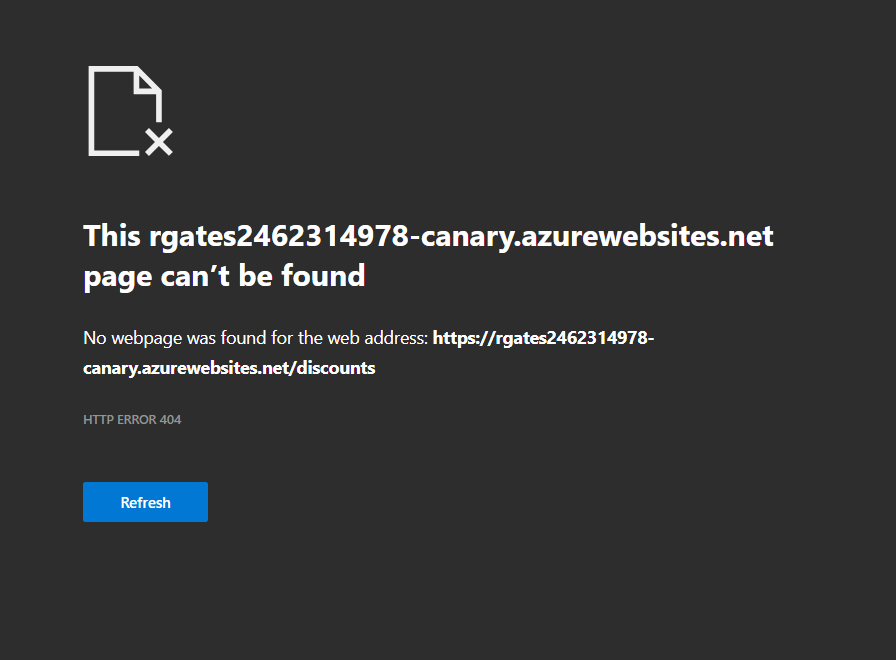 This rgates2462314978-canary.azurewebsites.net
page can’t be found
No webpage was found for the web address: https://rgates2462314978-
canary.azurewebsites.net/discounts
HTTP ERROR 404
Refresh